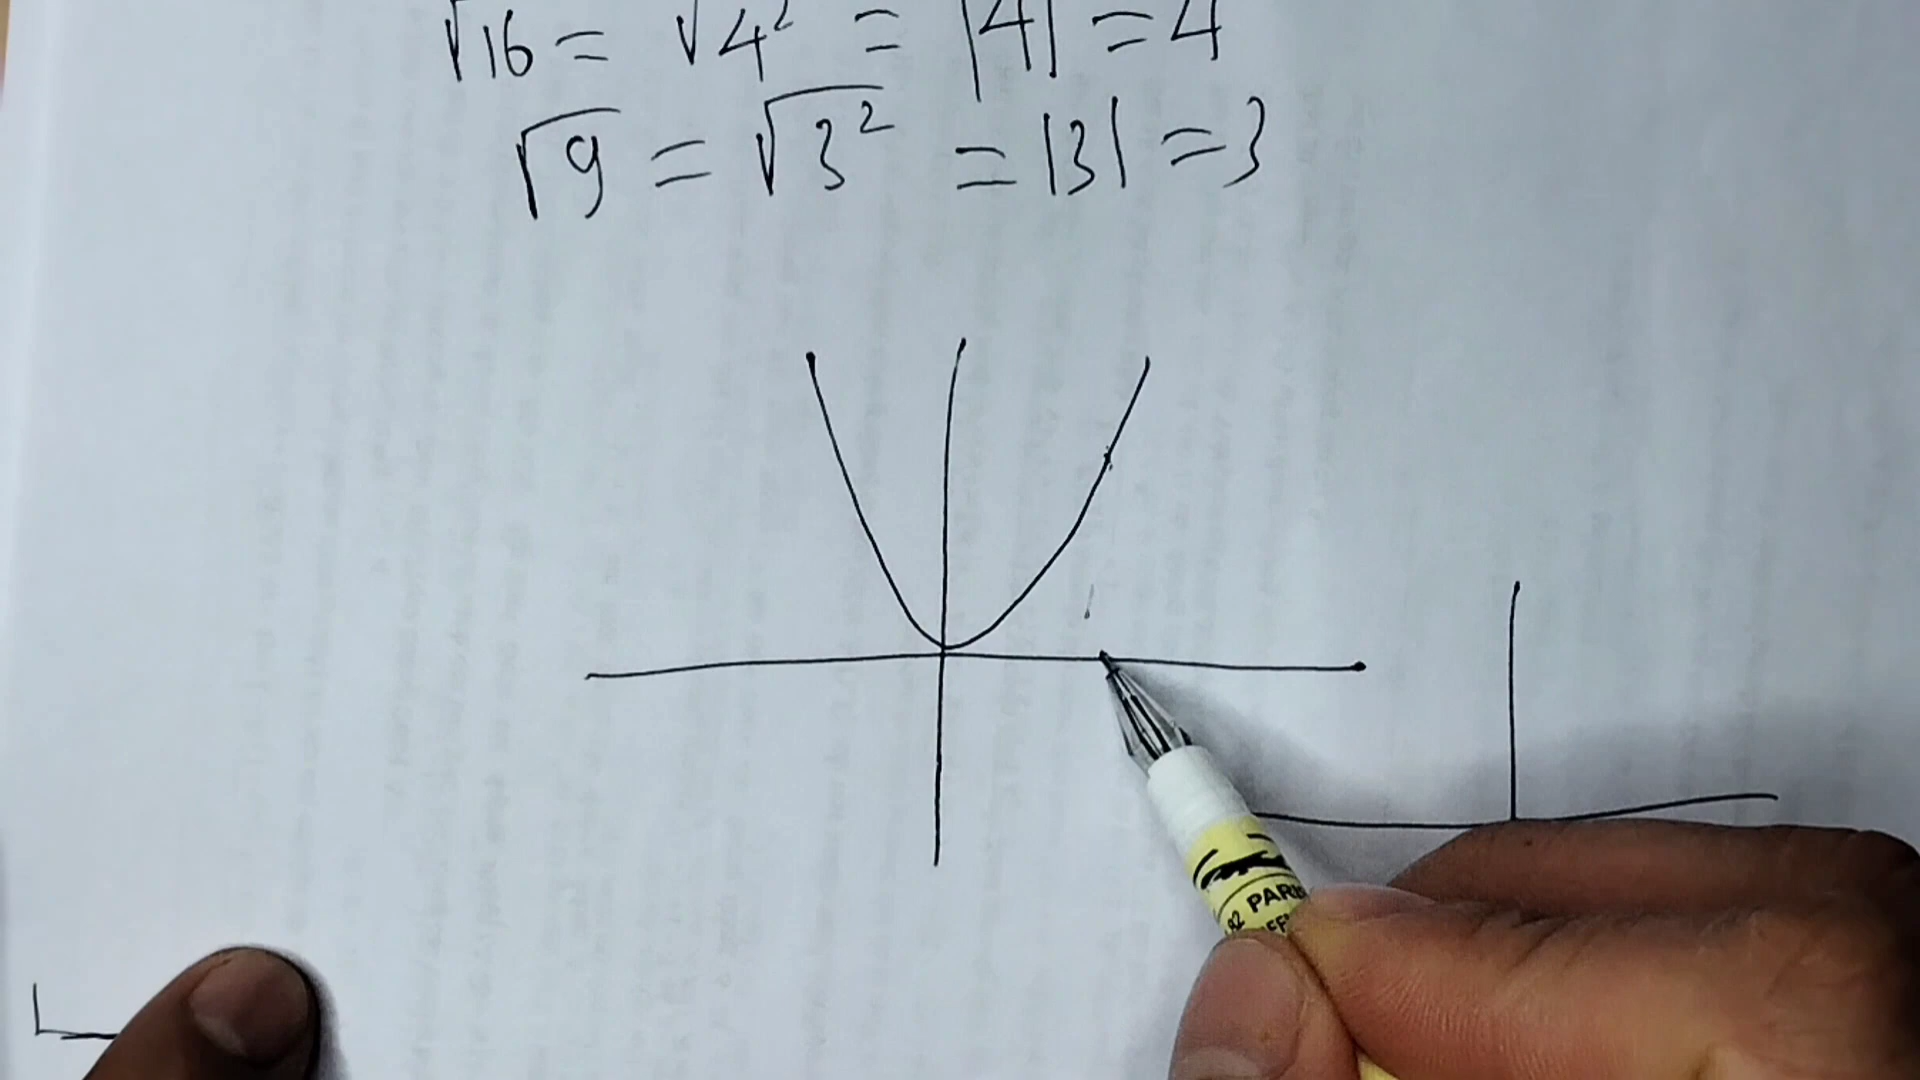 √16 = √4² = |4| = 4
√9 = √3² = |3| = 3